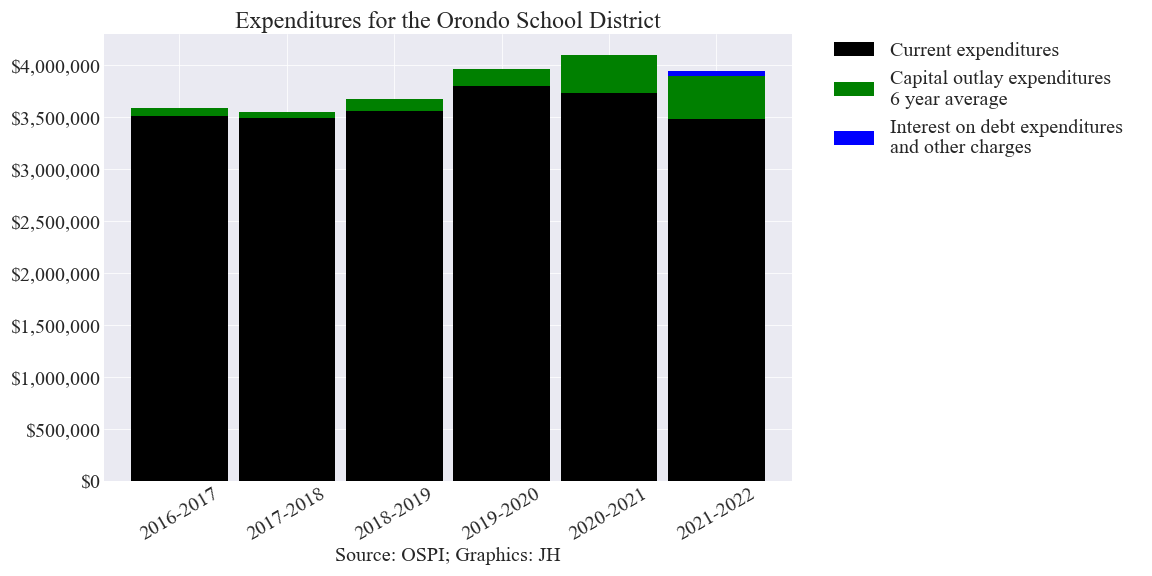 Expenditures for the Orondo School District
$4,000,000
$3,500,000
$3,000,000
$2,500,000
$2,000,000
$1,500,000
$1,000,000
$500,000
$0
2016-2017
2017-2018
2018-2019
2019-2020
2020-2021
2021-2022
Source: OSPI; Graphics: JH
Current expenditures
Capital outlay expenditures
6 year average
Interest on debt expenditures
and other charges